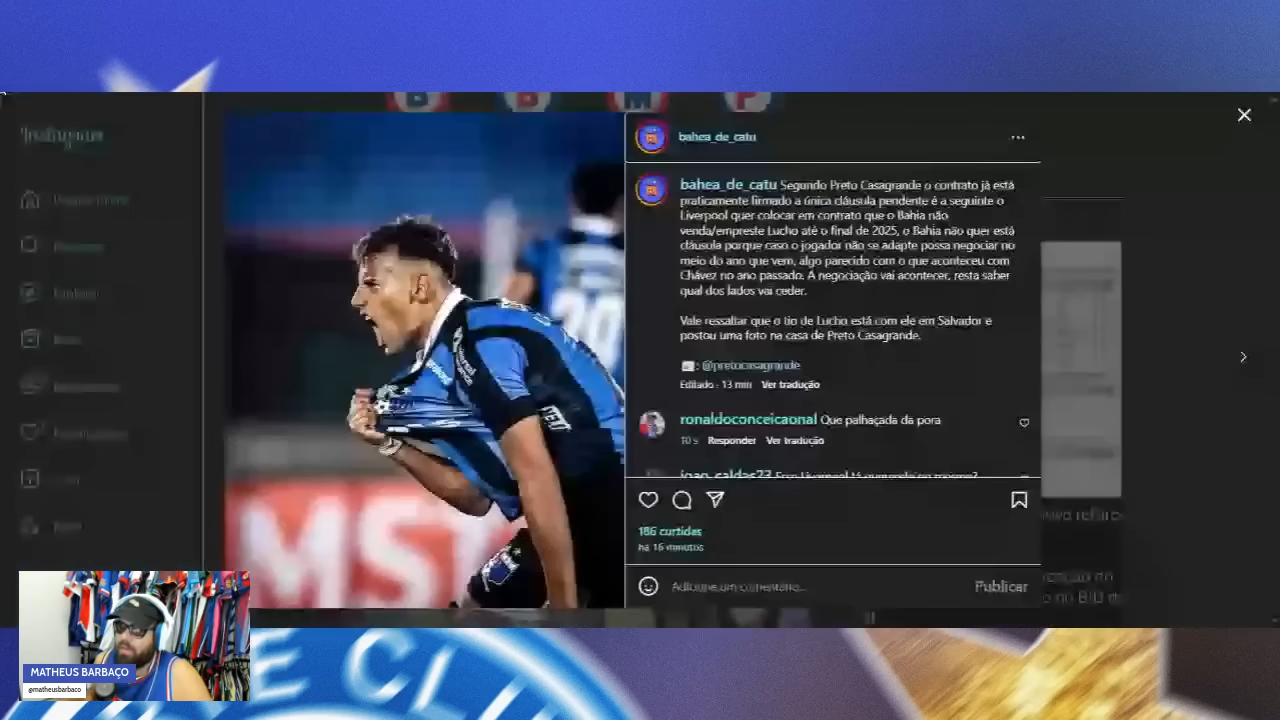 B B M P
Instagram
bahea_de_catu
bahea_de_catu Segundo Preto Casagrande o contrato já está
praticamente firmado a única cláusula pendente é a seguinte o
Liverpool quer colocar em contrato que o Bahia não
venda/empreste Lucho até o final de 2025, o Bahia não quer está
cláusula porque caso o jogador não se adapte possa negociar no
meio do ano que vem, algo parecido com o que aconteceu com
Chávez no ano passado. A negociação vai acontecer, resta saber
qual dos lados vai ceder.
Vale ressaltar que o tio de Lucho está com ele em Salvador e
postou uma foto na casa de Preto Casagrande.
: @pretocasagrande
Editado · 13 min Ver tradução
ronaldoconceicaonal Que palhaçada da pora
10 s Responder Ver tradução
joao_caldas23
186 curtidas
há 16 minutos
Adicione um comentário...
Publicar
20
MST
MATHEUS BARBAÇO
@matheusbarbaco
E CL